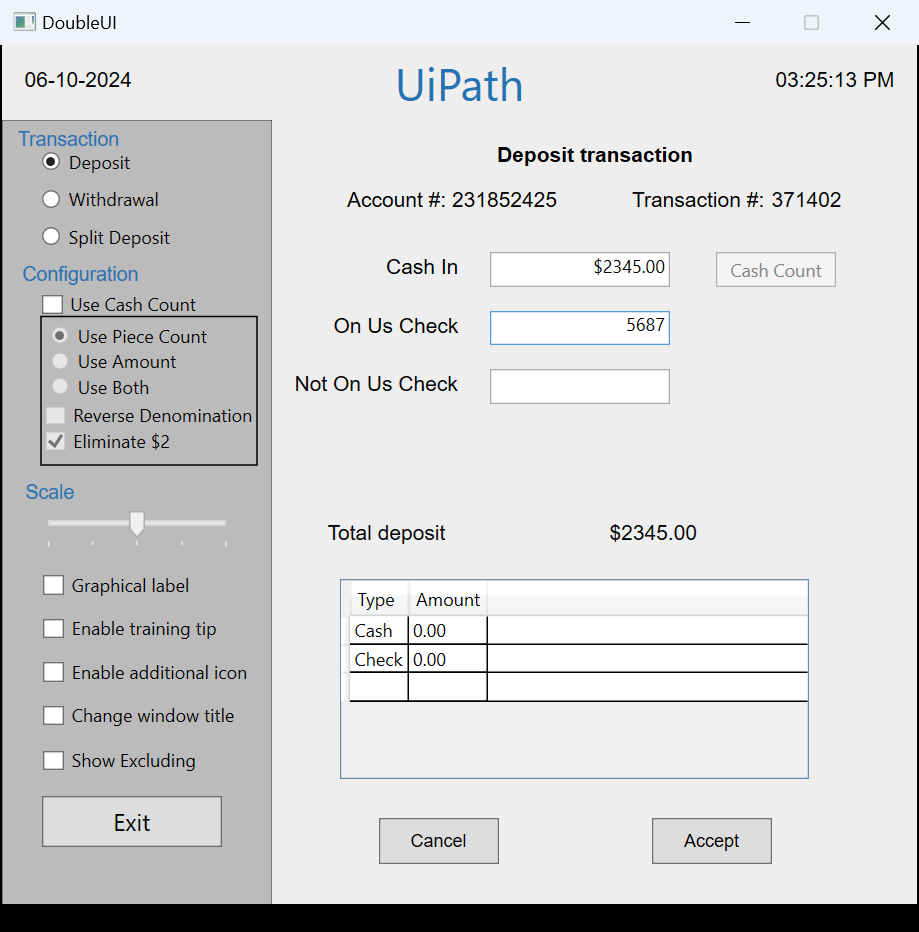 DoubleUI
06-10-2024
UiPath
03:25:13 PM
Transaction
Deposit
Withdrawal
Split Deposit
Configuration
Use Cash Count
Use Piece Count
Use Amount
Use Both
Reverse Denomination
Eliminate $2
Scale
Graphical label
Enable training tip
Enable additional icon
Change window title
Show Excluding
Exit
Deposit transaction
Account #: 231852425 Transaction #: 371402
Cash In $2345.00 Cash Count
On Us Check 5687
Not On Us Check
Total deposit $2345.00
Type Amount
Cash 0.00
Check 0.00
Cancel Accept